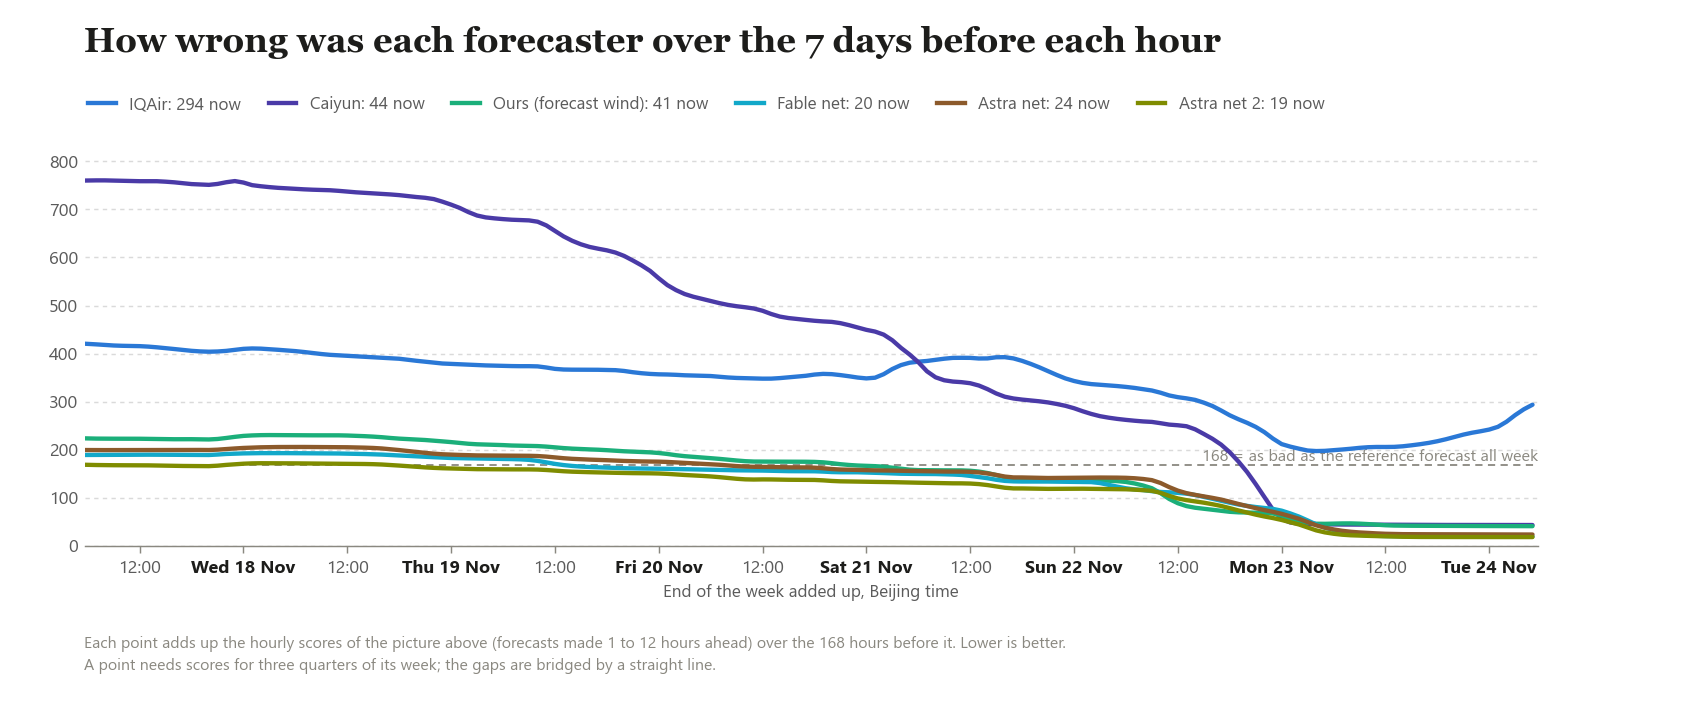 How wrong was each forecaster over the 7 days before each hour
IQAir: 294 now Caiyun: 44 now Ours (forecast wind): 41 now Fable net: 20 now Astra net: 24 now Astra net 2: 19 now
800
700
600
500
400
300
200
168 = as bad as the reference forecast all week
100
0
12:00 Wed 18 Nov 12:00 Thu 19 Nov 12:00 Fri 20 Nov 12:00 Sat 21 Nov 12:00 Sun 22 Nov 12:00 Mon 23 Nov 12:00 Tue 24 Nov
End of the week added up, Beijing time
Each point adds up the hourly scores of the picture above (forecasts made 1 to 12 hours ahead) over the 168 hours before it. Lower is better.
A point needs scores for three quarters of its week; the gaps are bridged by a straight line.